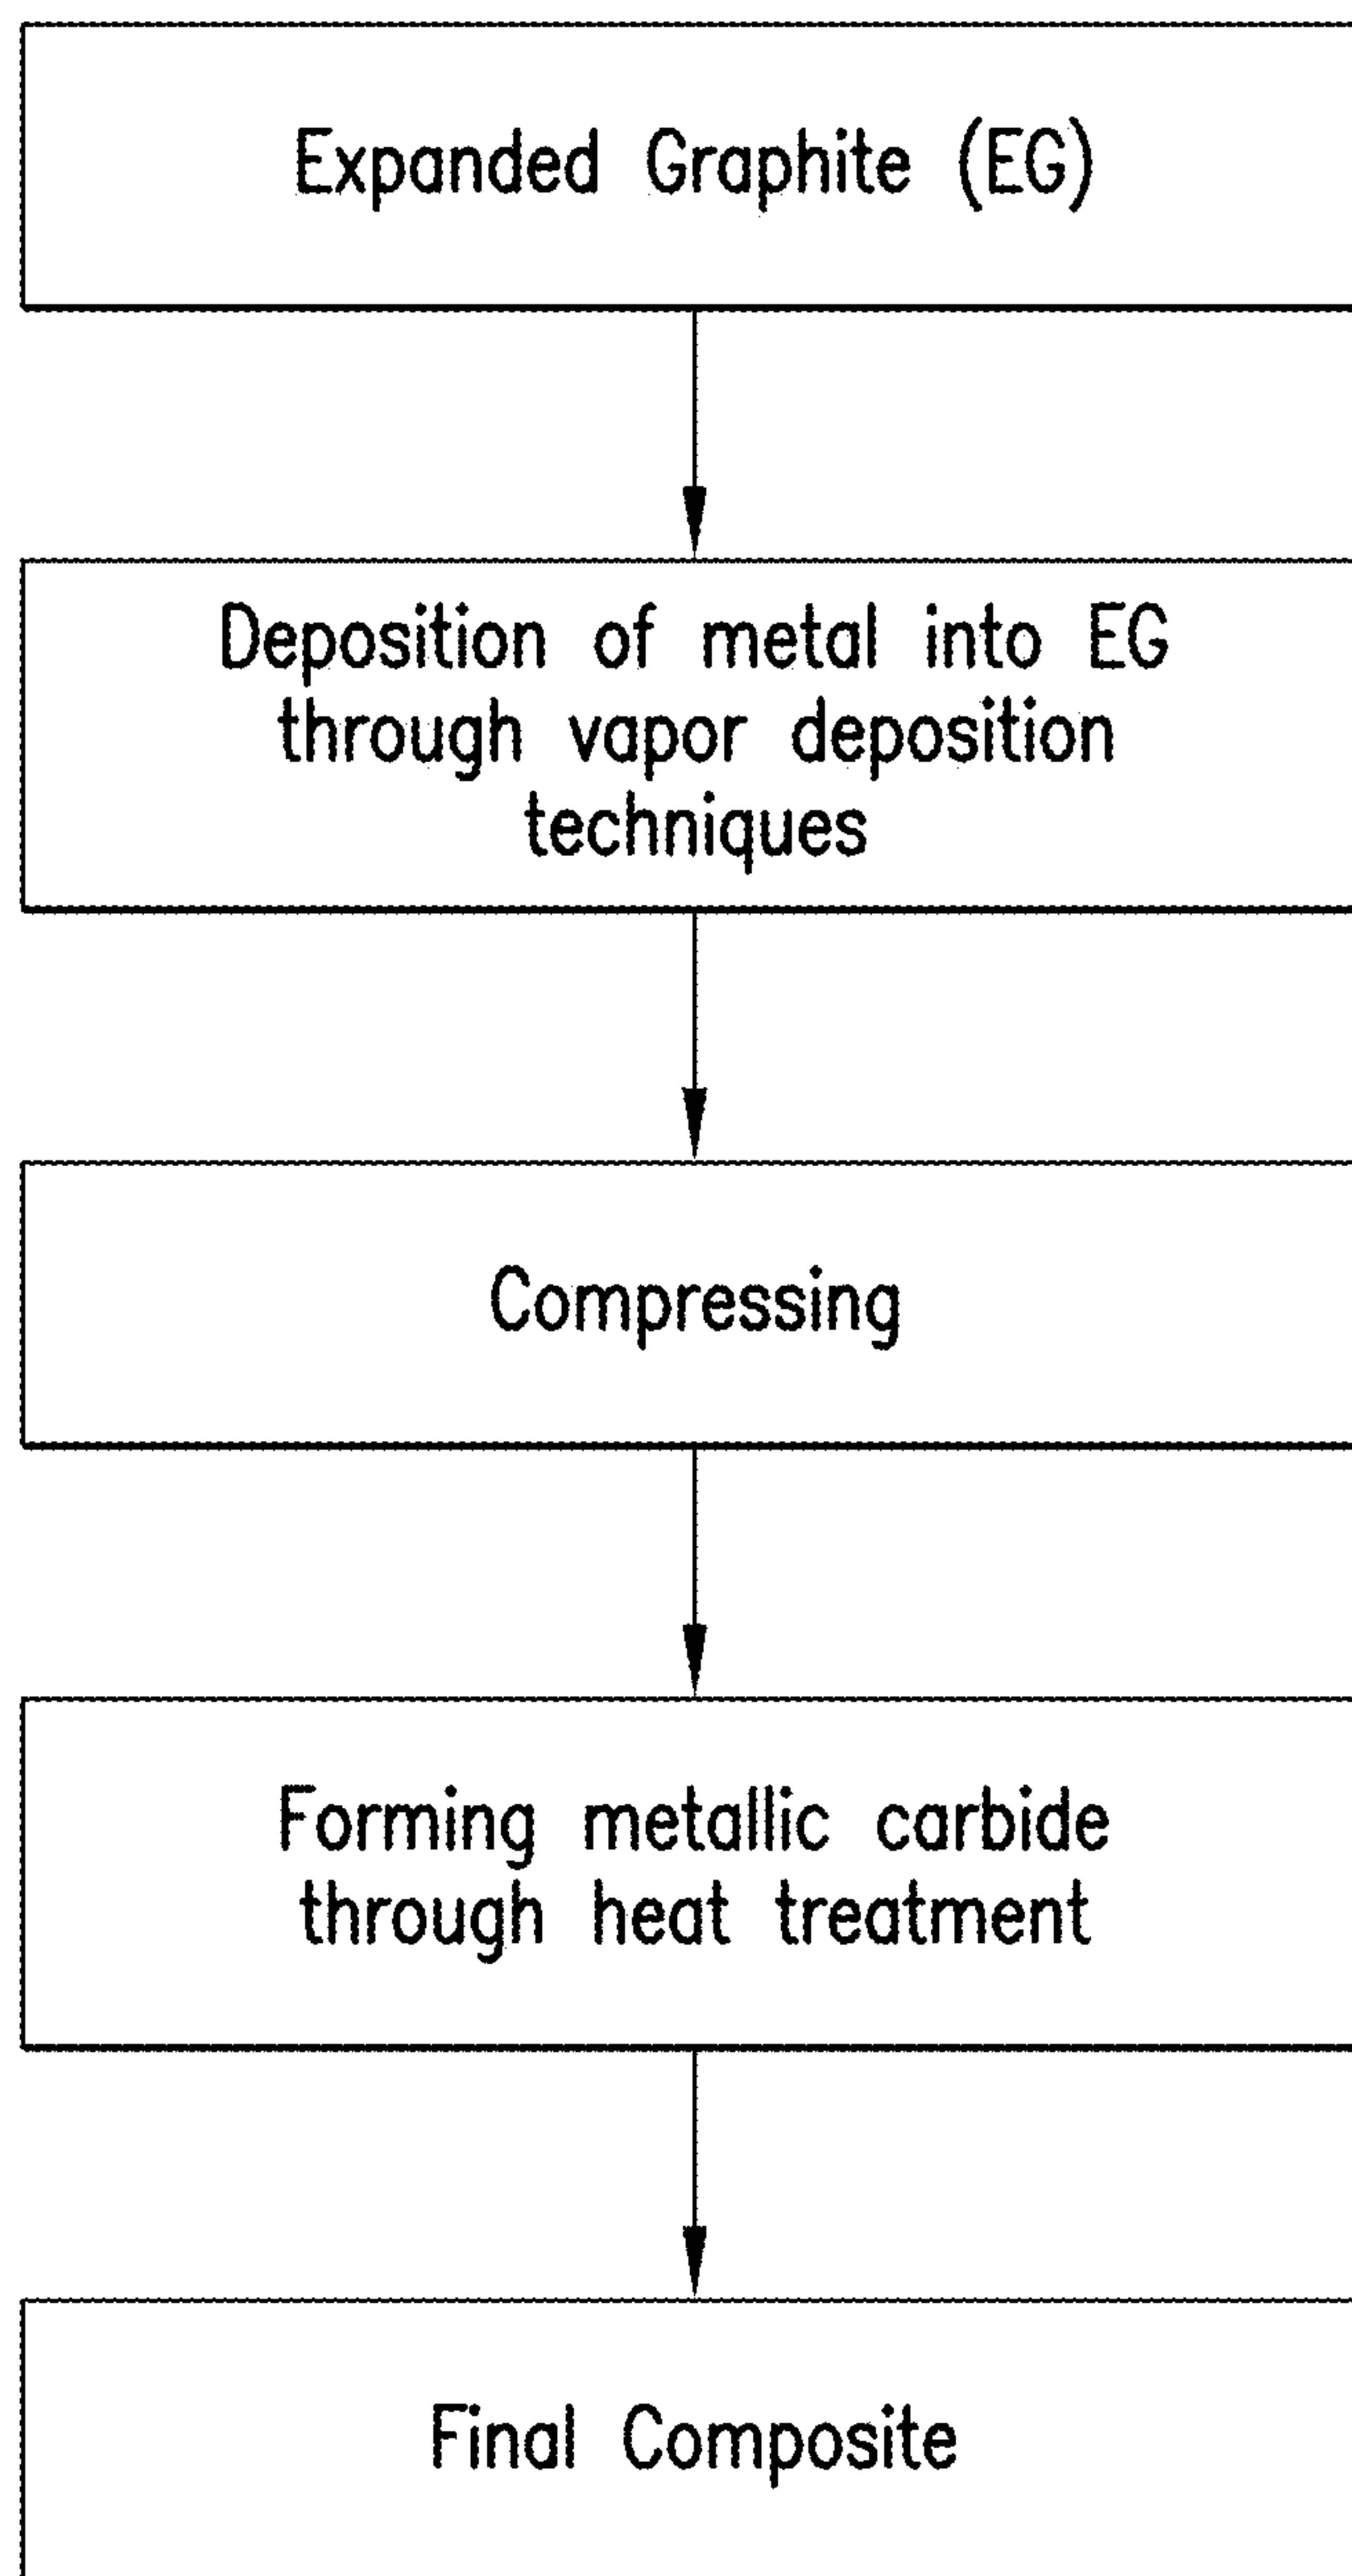 Expanded Graphite (EG)
Deposition of metal into EG
through vapor deposition
techniques
Compressing
Forming metallic carbide
through heat treatment
Final Composite